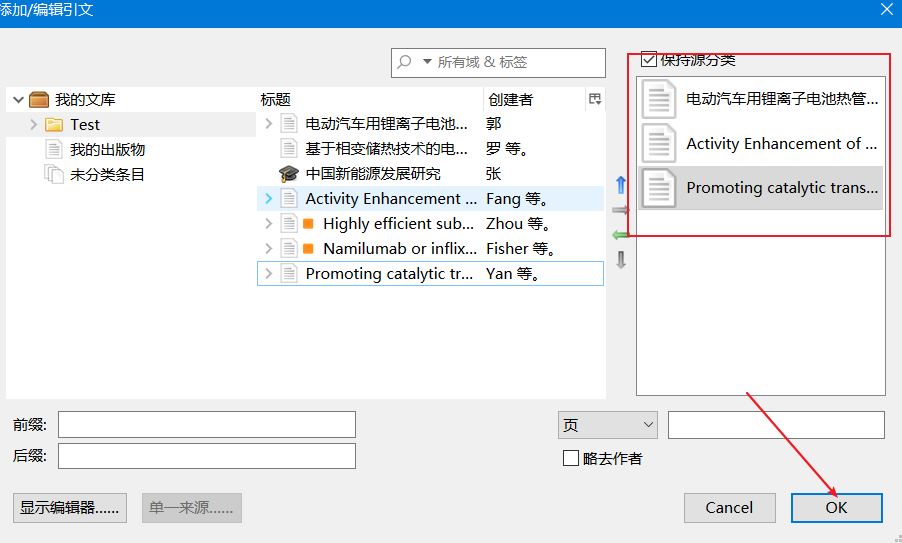 添加/编辑引文
所有域 & 标签
保持源分类
我的文库
Test
我的出版物
未分类条目
标题 创建者
电动汽车用锂离子电池... 郭
基于相变储热技术的电... 罗 等。
中国新能源发展研究 张
Activity Enhancement ... Fang 等。
Highly efficient sub... Zhou 等。
Namilumab or inflix... Fisher 等。
Promoting catalytic tr... Yan 等。
电动汽车用锂离子电池热管...
Activity Enhancement of ...
Promoting catalytic trans...
前缀:
后缀:
页
略去作者
显示编辑器......
单一来源......
Cancel
OK